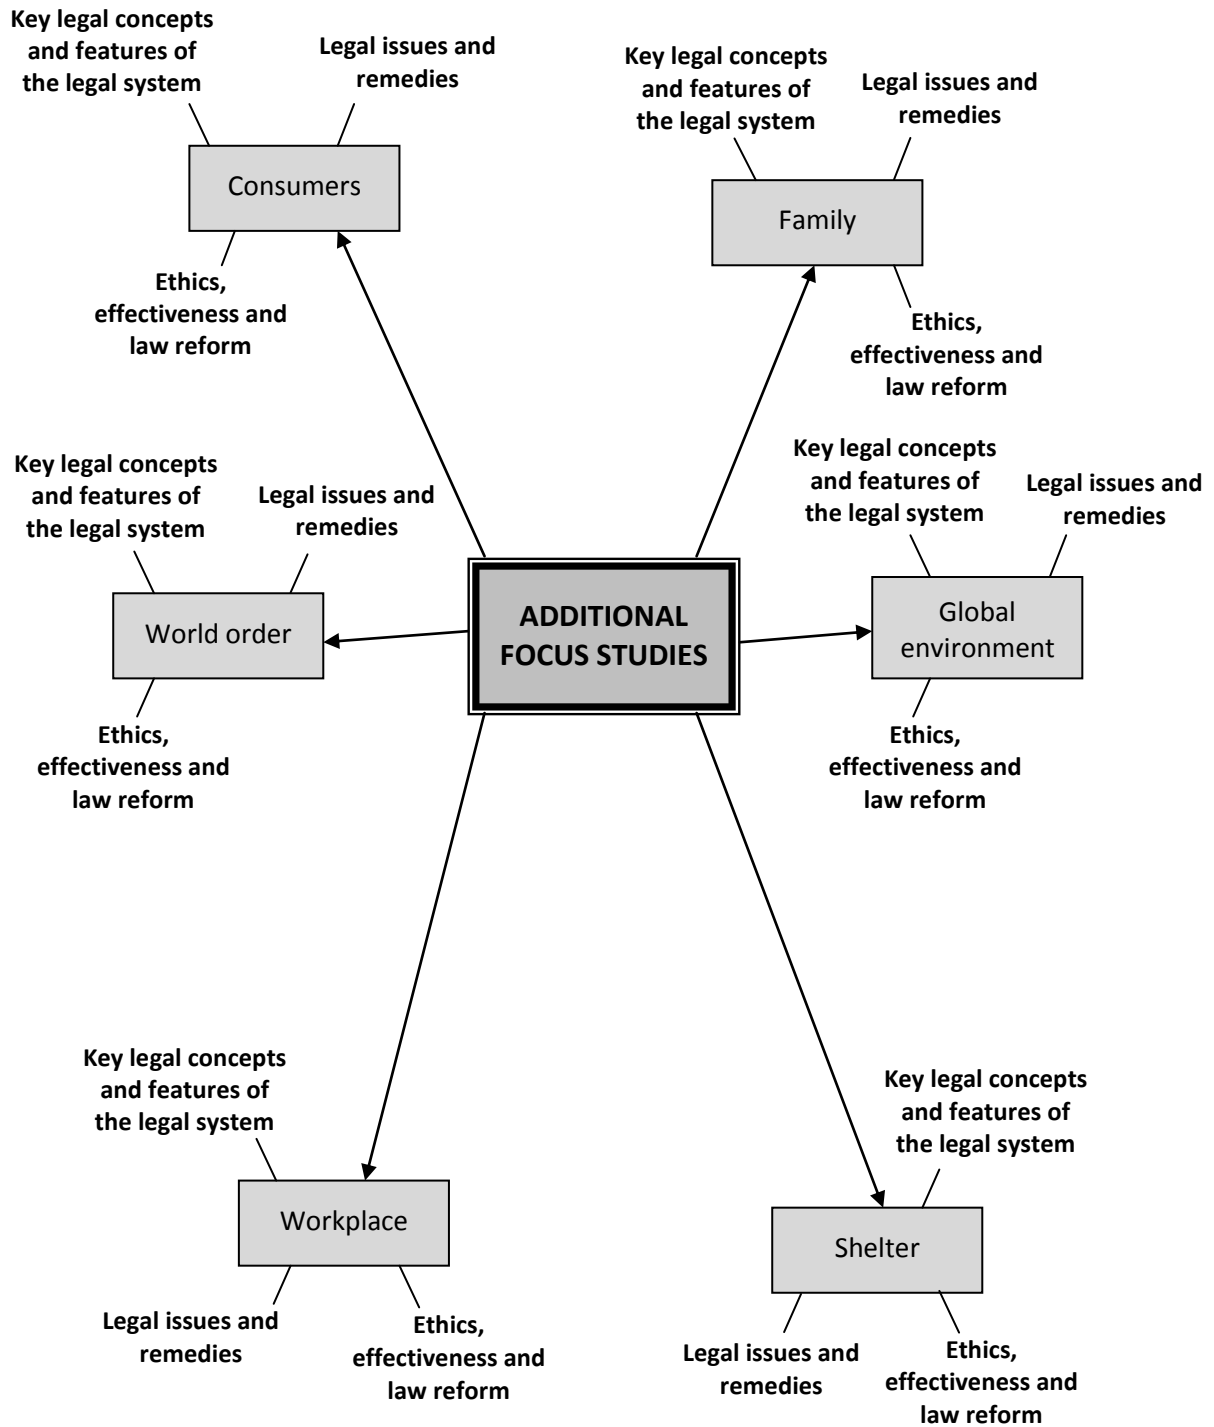 Key legal concepts
and features of
the legal system
Legal issues and
remedies
Consumers
Ethics,
effectiveness and
law reform
Key legal concepts
and features of
the legal system
Legal issues and
remedies
Family
Ethics,
effectiveness and
law reform
Key legal concepts
and features of
the legal system
Legal issues and
remedies
World order
Ethics,
effectiveness and
law reform
ADDITIONAL
FOCUS STUDIES
Key legal concepts
and features of
the legal system
Legal issues and
remedies
Global
environment
Ethics,
effectiveness and
law reform
Key legal concepts
and features of
the legal system
Workplace
Legal issues and
remedies
Ethics,
effectiveness and
law reform
Key legal concepts
and features of
the legal system
Shelter
Legal issues and
remedies
Ethics,
effectiveness and
law reform